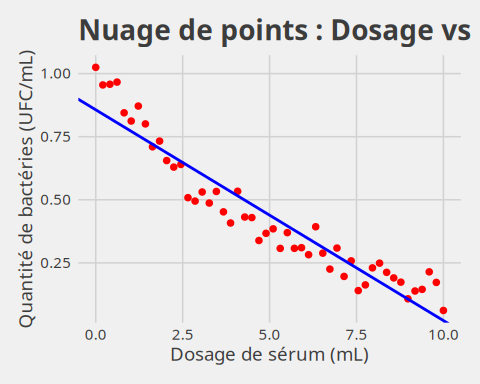 Nuage de points : Dosage vs
Quantité de bactéries (UFC/mL)
1.00
0.75
0.50
0.25
0.0 2.5 5.0 7.5 10.0
Dosage de sérum (mL)